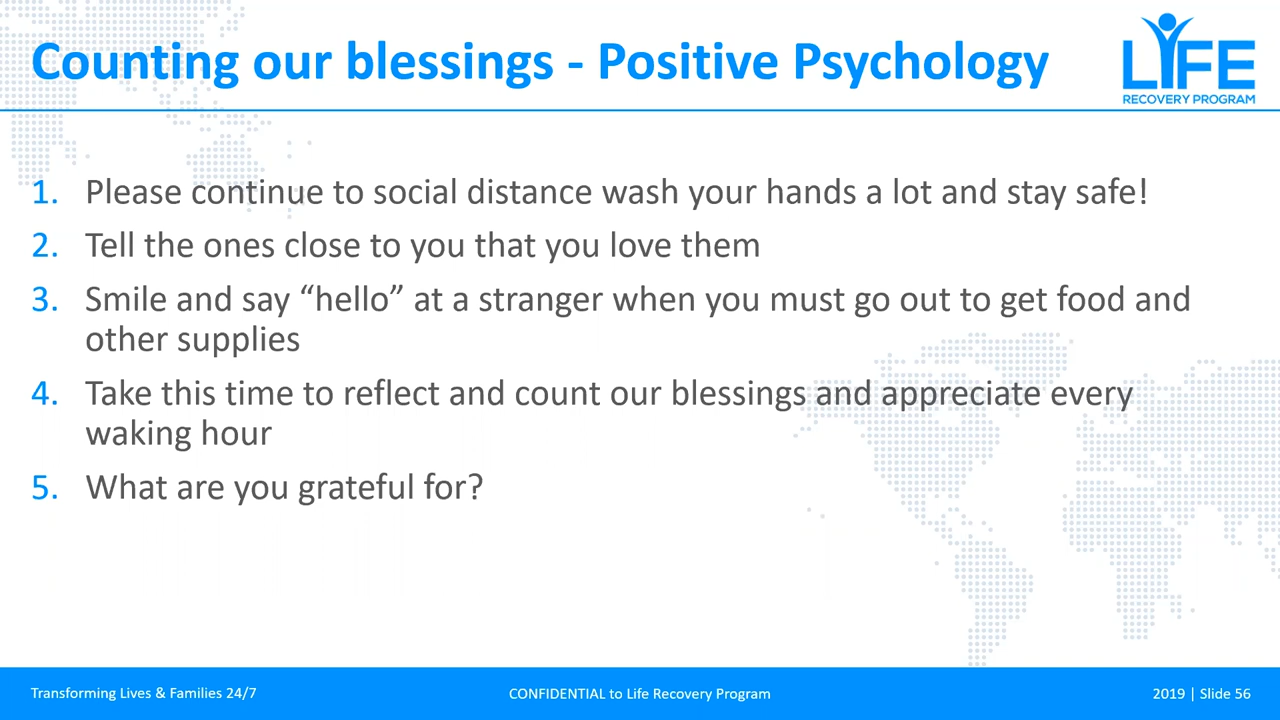 Counting our blessings - Positive Psychology
LIFE
RECOVERY PROGRAM
1. Please continue to social distance wash your hands a lot and stay safe!
2. Tell the ones close to you that you love them
3. Smile and say “hello” at a stranger when you must go out to get food and
other supplies
4. Take this time to reflect and count our blessings and appreciate every
waking hour
5. What are you grateful for?
Transforming Lives & Families 24/7
CONFIDENTIAL to Life Recovery Program
2019 | Slide 56